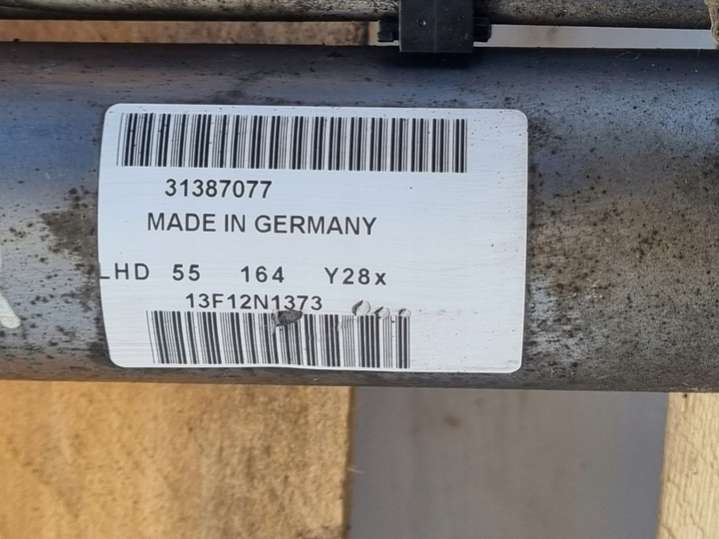 31387077
MADE IN GERMANY
LHD 55 164 Y28x
13F12N1373